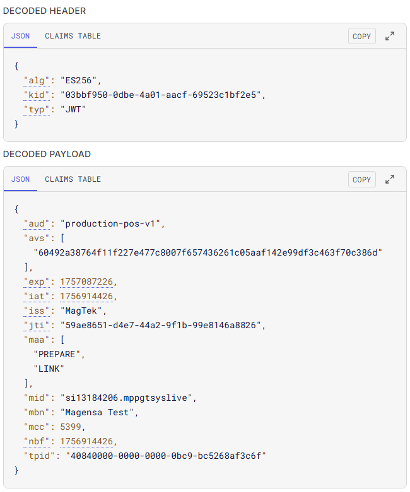 DECODED HEADER
JSON CLAIMS TABLE COPY
{
"alg": "ES256",
"kid": "03bbf950-0dbe-4a01-aacf-69523c1bf2e5",
"typ": "JWT"
}
DECODED PAYLOAD
JSON CLAIMS TABLE COPY
{
"aud": "production-pos-v1",
"avs": [
"60492a38764f11f227e477c8007f657436261c05aaf142e99df3c463f70c386d"
],
"exp": 1757087226,
"iat": 1756914426,
"iss": "MagTek",
"jti": "59ae8651-d4e7-44a2-9f1b-99e8146a8826",
"maa": [
"PREPARE",
"LINK"
],
"mid": "si13184206.mppgtsyslive",
"mbn": "Magensa Test",
"mcc": 5399,
"nbf": 1756914426,
"tpid": "40840000-0000-0000-0bc9-bc5268af3c6f"
}